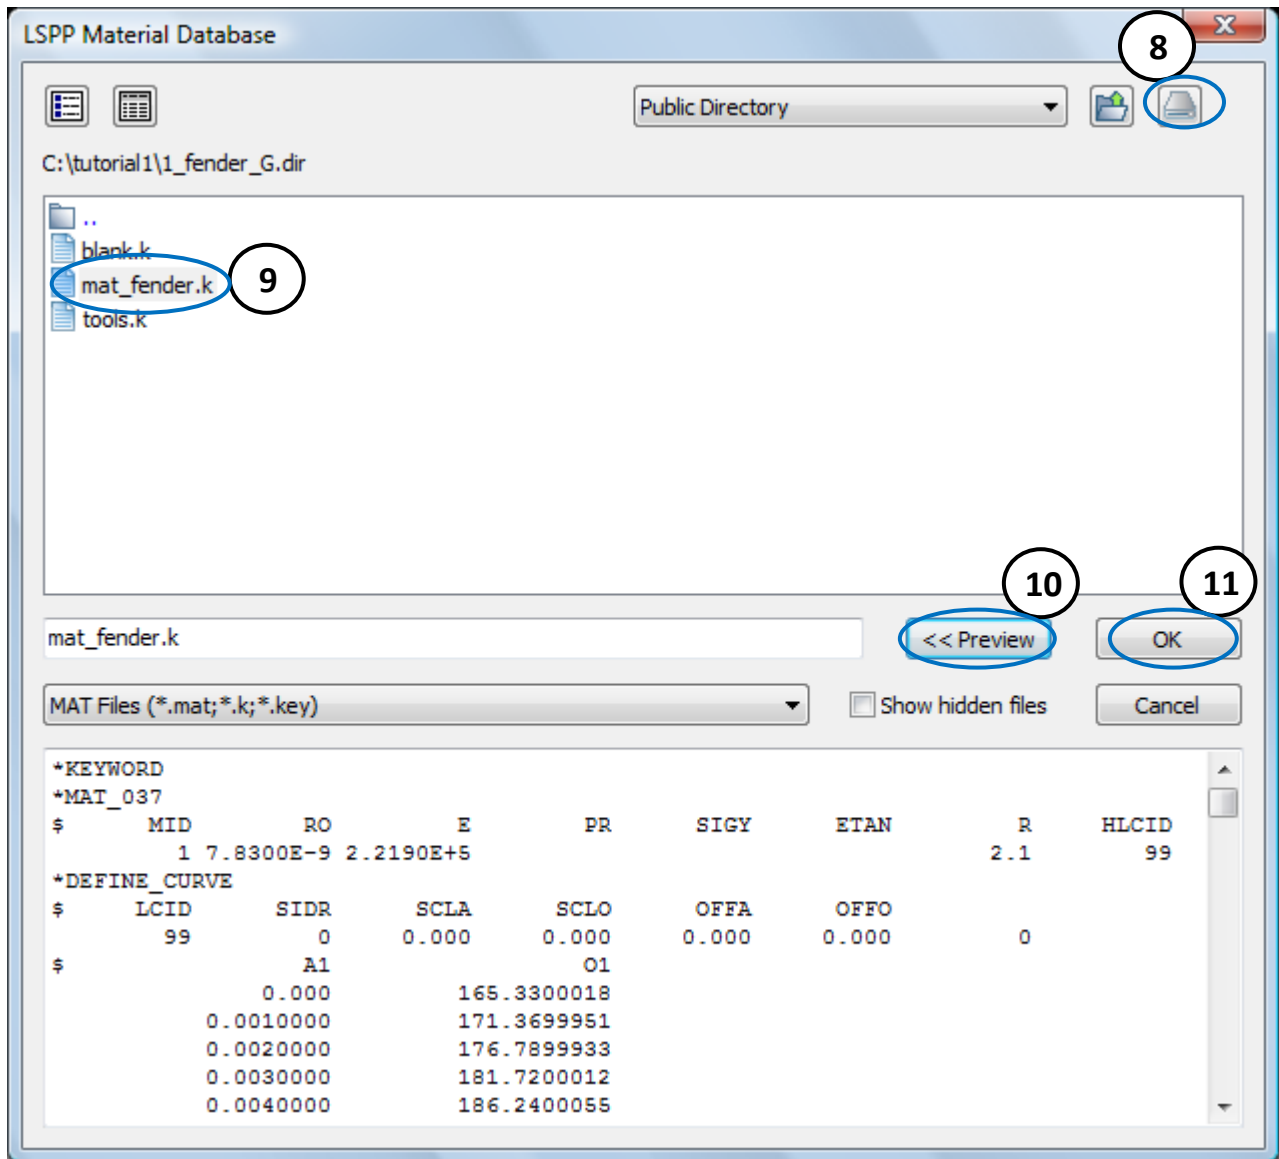 LSPP Material Database
8
Public Directory
C:\tutorial1\1_fender_G.dir
..
blank.k
mat_fender.k
9
tools.k
10
11
mat_fender.k
<< Preview
OK
MAT Files (*.mat;*.k;*.key)
Show hidden files
Cancel
*KEYWORD
*MAT_037
$ MID RO E PR SIGY ETAN R HLCID
1 7.8300E-9 2.2190E+5 2.1 99
*DEFINE_CURVE
$ LCID SIDR SCLA SCLO OFFA OFFO
99 0 0.000 0.000 0.000 0.000 0
$ A1 O1
0.000 165.3300018
0.0010000 171.3699951
0.0020000 176.7899933
0.0030000 181.7200012
0.0040000 186.2400055